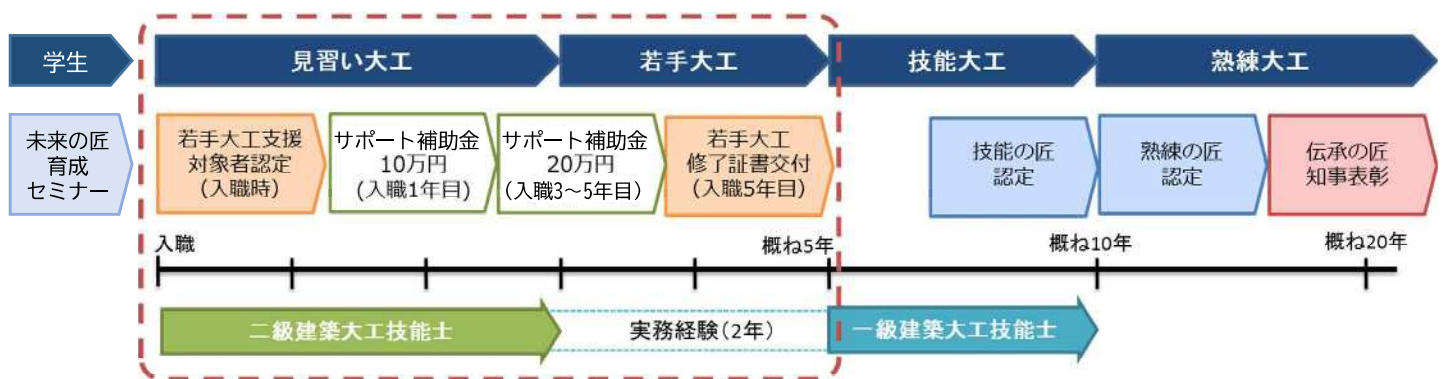 学生
見習い大工
若手大工
技能大工
熟練大工
未来の匠
育成
セミナー
若手大工支援
対象者認定
(入職時)
サポート補助金
10万円
(入職1年目)
サポート補助金
20万円
(入職3～5年目)
若手大工
修了証書交付
(入職5年目)
技能の匠
認定
熟練の匠
認定
伝承の匠
知事表彰
入職
概ね5年
概ね10年
概ね20年
二級建築大工技能士
実務経験(2年)
一級建築大工技能士